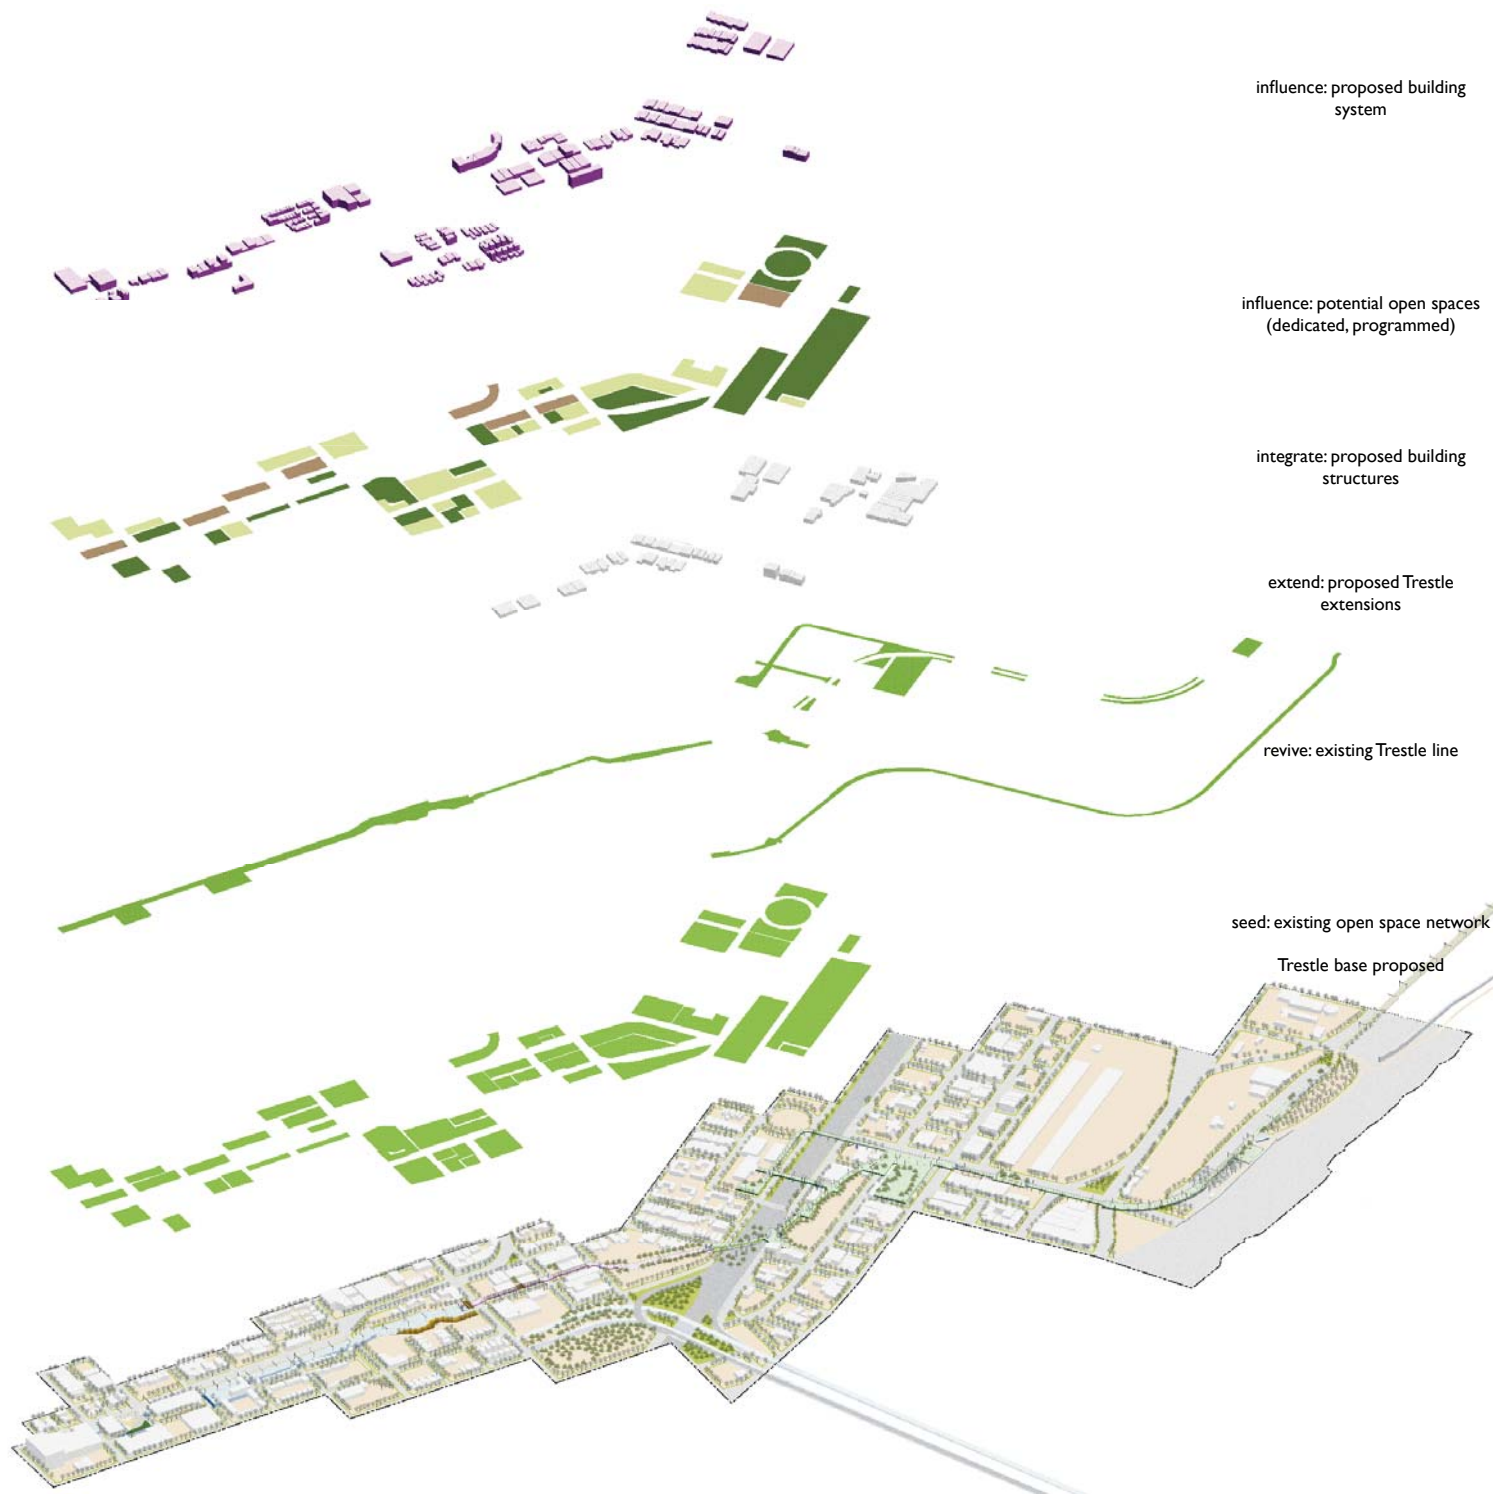 influence: proposed building
system
influence: potential open spaces
(dedicated, programmed)
integrate: proposed building
structures
extend: proposed Trestle
extensions
revive: existing Trestle line
seed: existing open space network
Trestle base proposed